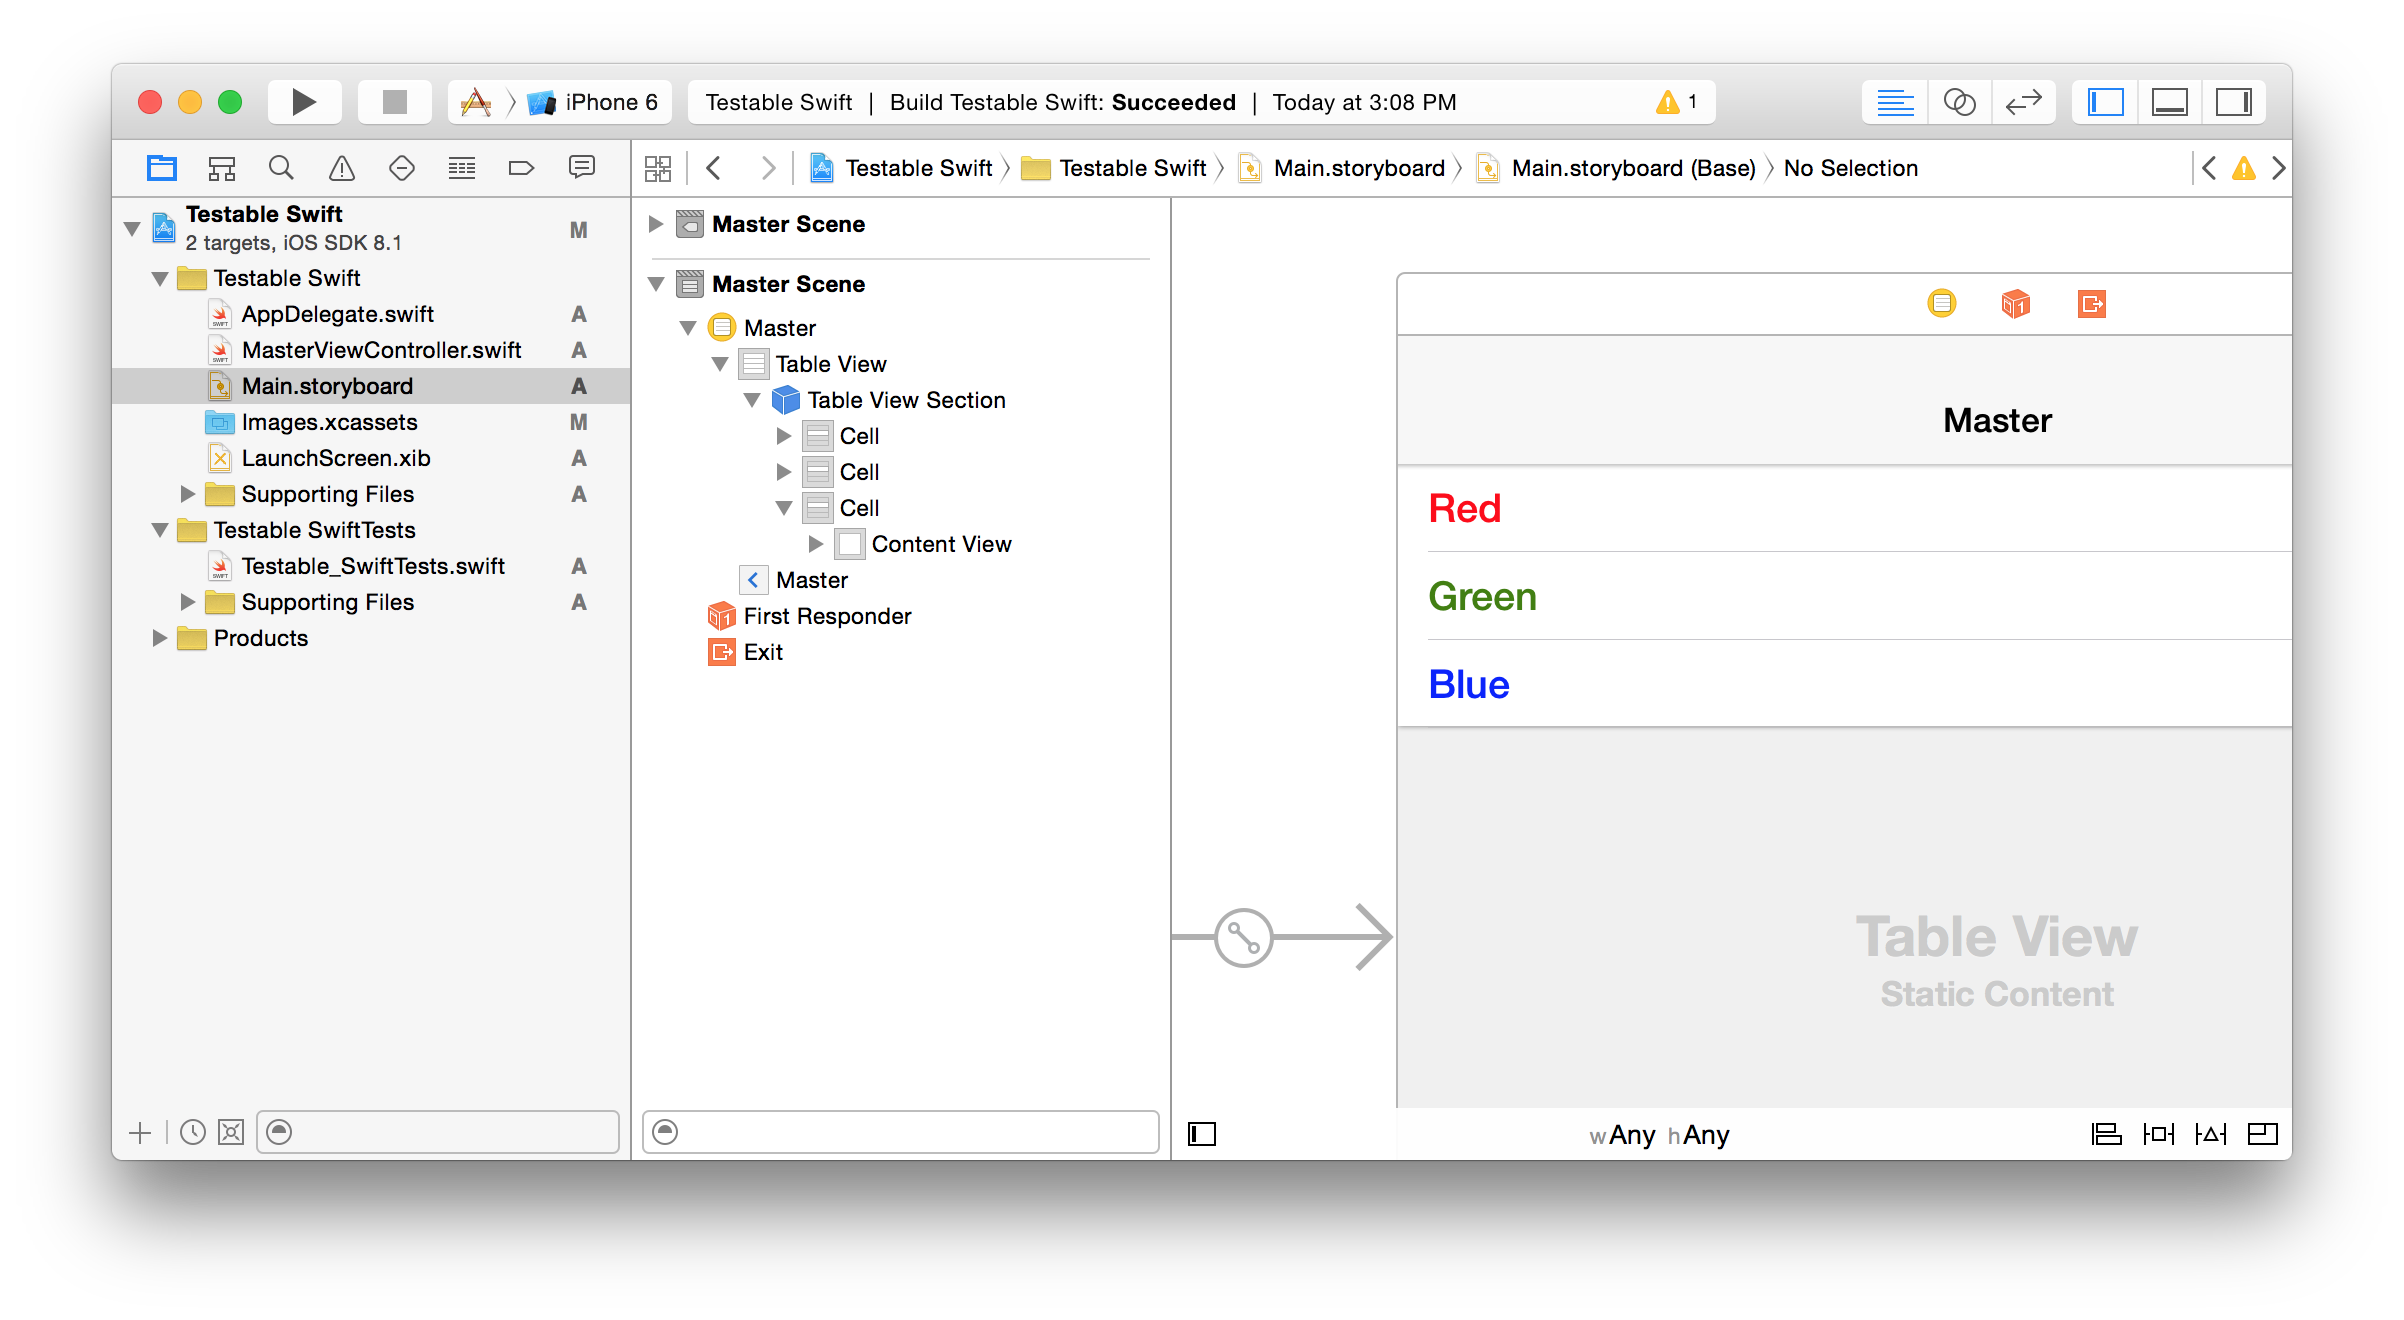 iPhone 6
Testable Swift | Build Testable Swift: Succeeded | Today at 3:08 PM
1
Testable Swift
Testable Swift
Main.storyboard
Main.storyboard (Base)
No Selection
Testable Swift
2 targets, iOS SDK 8.1
M
Testable Swift
AppDelegate.swift A
MasterViewController.swift A
Main.storyboard A
Images.xcassets M
LaunchScreen.xib A
Supporting Files A
Testable SwiftTests
Testable_SwiftTests.swift A
Supporting Files A
Products
Master Scene
Master Scene
Master
Table View
Table View Section
Cell
Cell
Cell
Content View
Master
First Responder
Exit
Master
Red
Green
Blue
Table View
Static Content
wAny hAny